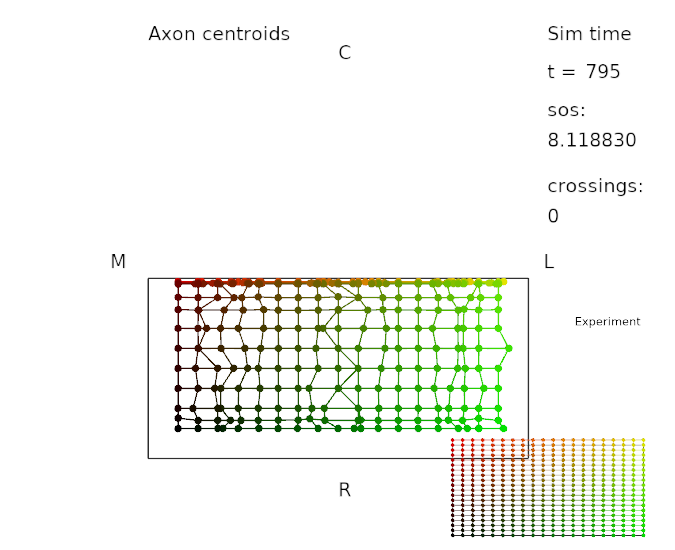 Axon centroids
C
Sim time
t = 795
sos:
8.118830
crossings:
0
M
L
Experiment
R